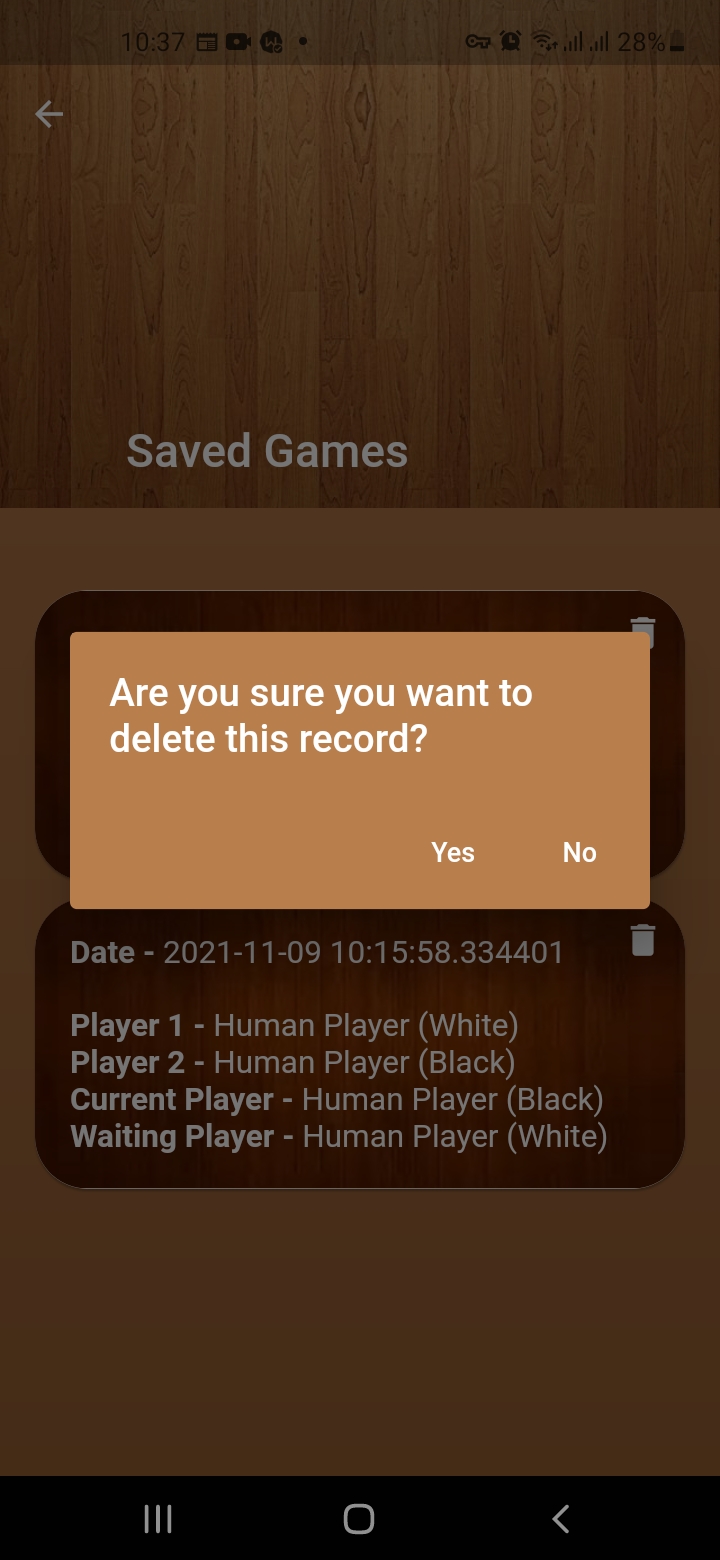 10:37 28%
Saved Games
Are you sure you want to
delete this record?
Yes No
Date - 2021-11-09 10:15:58.334401
Player 1 - Human Player (White)
Player 2 - Human Player (Black)
Current Player - Human Player (Black)
Waiting Player - Human Player (White)